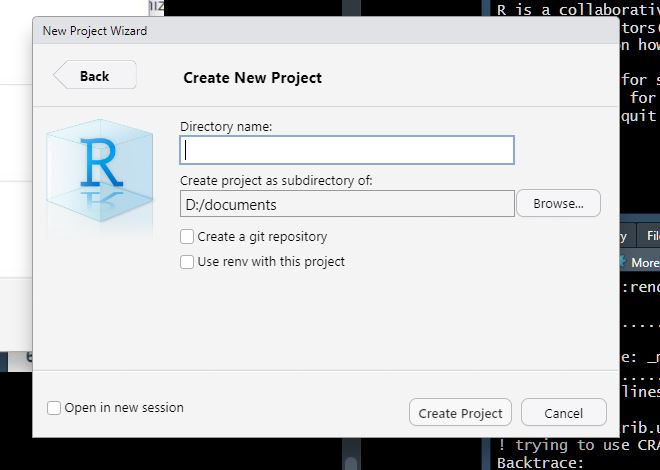 R is a collaborativ
New Project Wizard
tors(
n how
Back
Create New Project
for s
for
quit
R
Directory name:
Create project as subdirectory of:
D:/documents
Browse...
Create a git repository
y
Fil
Use renv with this project
More
:rend
.....
e: _n
.....
lines
Open in new session
Create Project
Cancel
rib.u
! trying to use CRA
Backtrace: